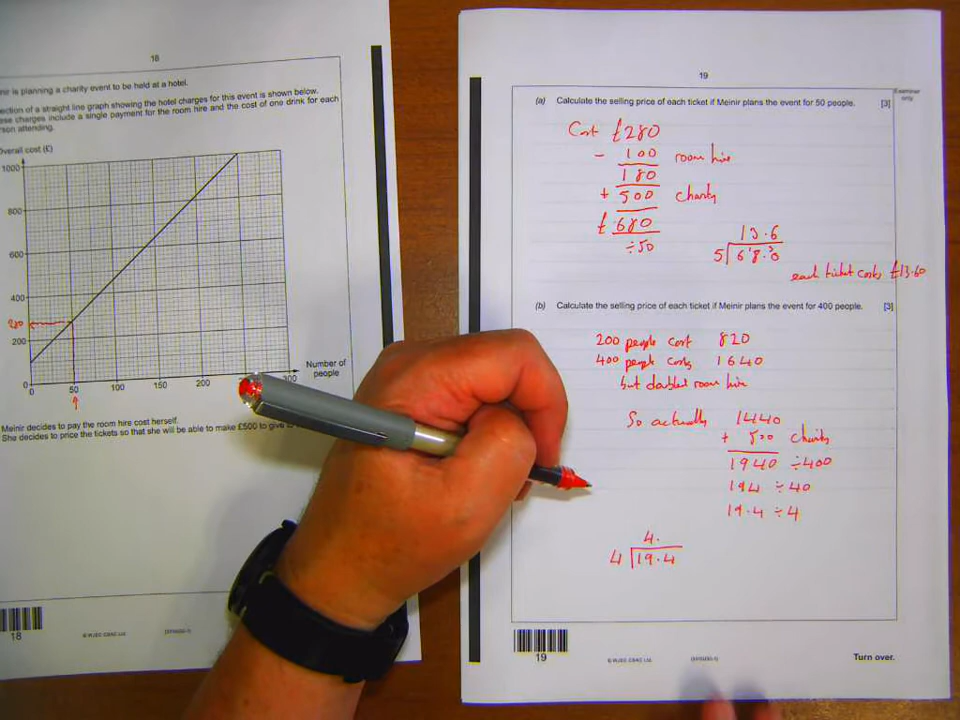 18
is planning a charity event to be held at a hotel.
section of a straight line graph showing the hotel charges for this event is shown below.
charges include a single payment for the room hire and the cost of one drink for each
attending.
Overall cost (£)
1000
800
600
400
280
200
0
0 50 100 150 200 300
Number of
people
Meinir decides to pay the room hire cost herself.
She decides to price the tickets so that she will be able to make £500 to give to
18
© WJEC CBAC Ltd.
19
Examiner
only
(a) Calculate the selling price of each ticket if Meinir plans the event for 50 people. [3]
Cost £280
- 100 room hire
180
+ 500 charity
£ 680
÷50
13.6
5 68.0
each ticket costs £13.60
(b) Calculate the selling price of each ticket if Meinir plans the event for 400 people. [3]
200 people cost 820
400 people costs 1640
but doubled room hire
So actually 1440
+ 500 charity
1940 ÷400
194 ÷40
19.4 ÷4
4.
4 19.4
19
© WJEC CBAC Ltd.
Turn over.